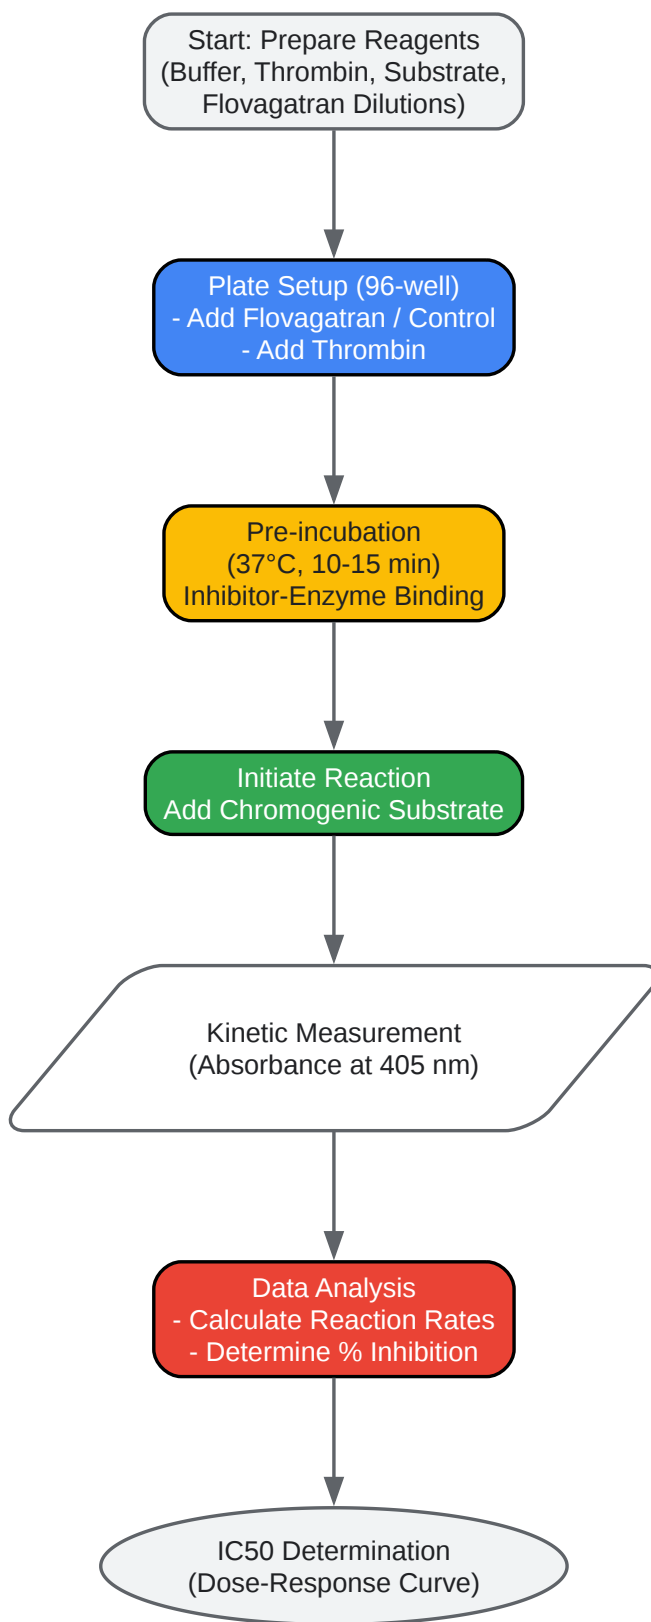 Start: Prepare Reagents
(Buffer, Thrombin, Substrate,
Flovagatran Dilutions)
Plate Setup (96-well)
- Add Flovagatran / Control
- Add Thrombin
Pre-incubation
(37°C, 10-15 min)
Inhibitor-Enzyme Binding
Initiate Reaction
Add Chromogenic Substrate
Kinetic Measurement
(Absorbance at 405 nm)
Data Analysis
- Calculate Reaction Rates
- Determine % Inhibition
IC50 Determination
(Dose-Response Curve)